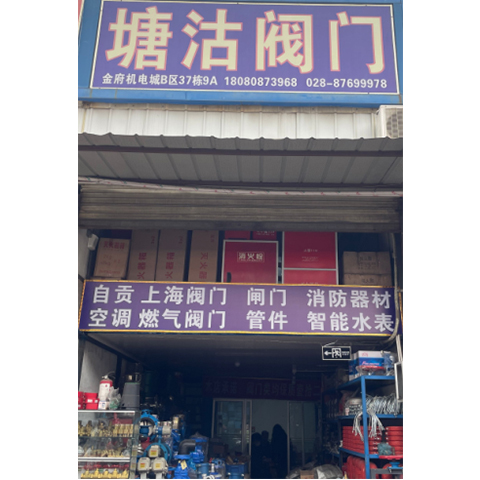 塘沽阀门
金府机电城B区37栋9A 18080873968 028-87699978
消火栓
自贡上海阀门 闸门 消防器材
空调燃气阀门 管件 智能水表